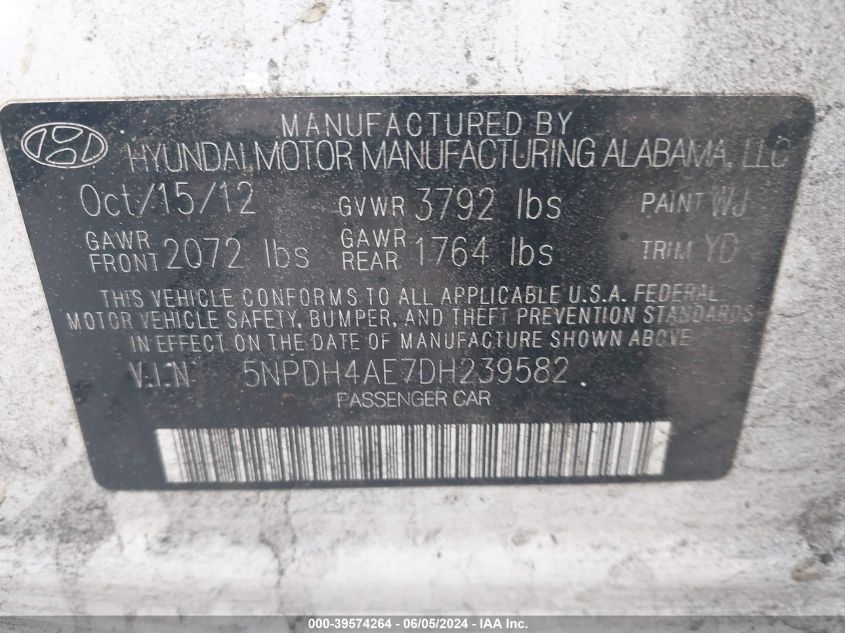 MANUFACTURED BY
HYUNDAI MOTOR MANUFACTURING ALABAMA, LLC
Oct/15/12 GVWR 3792 lbs PAINT WJ
GAWR FRONT 2072 lbs GAWR REAR 1764 lbs TRIM YD
THIS VEHICLE CONFORMS TO ALL APPLICABLE U.S.A. FEDERAL
MOTOR VEHICLE SAFETY, BUMPER, AND THEFT PREVENTION STANDARDS
IN EFFECT ON THE DATE OF MANUFACTURE SHOWN ABOVE
V.I.N 5NPDH4AE7DH239582
PASSENGER CAR
000-39574264 - 06/05/2024 - IAA Inc.